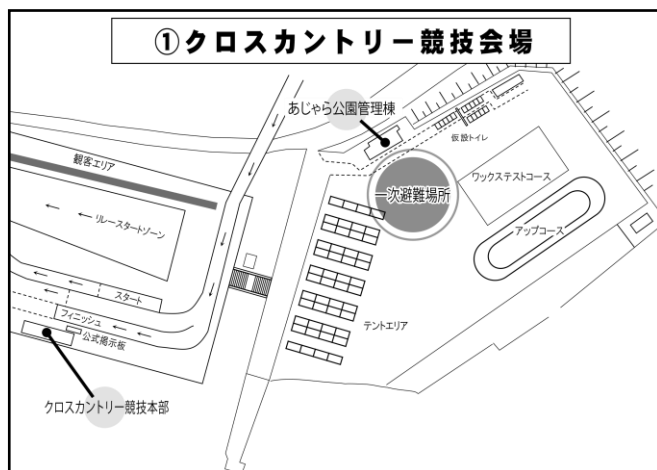 ①クロスカントリー競技会場
あじゃら公園管理棟
仮設トイレ
観客エリア
一次避難場所
ワックステストコース
リレースタートゾーン
アップコース
スタート
フィニッシュ
公式掲示板
テントエリア
クロスカントリー競技本部